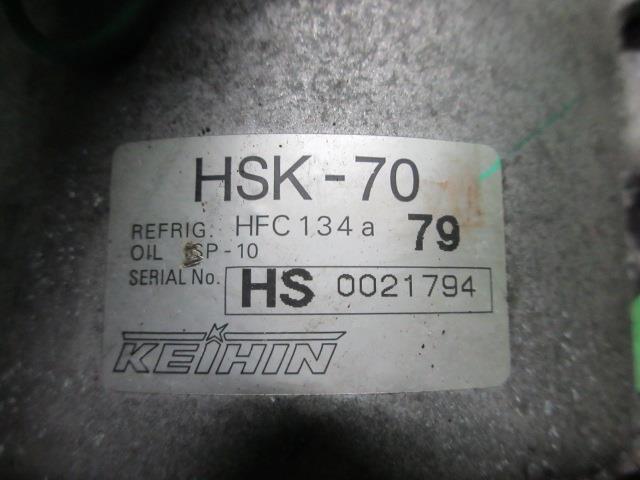 HSK-70
REFRIG. HFC134a 79
OIL SP-10
SERIAL No. HS 0021794
KEIHIN